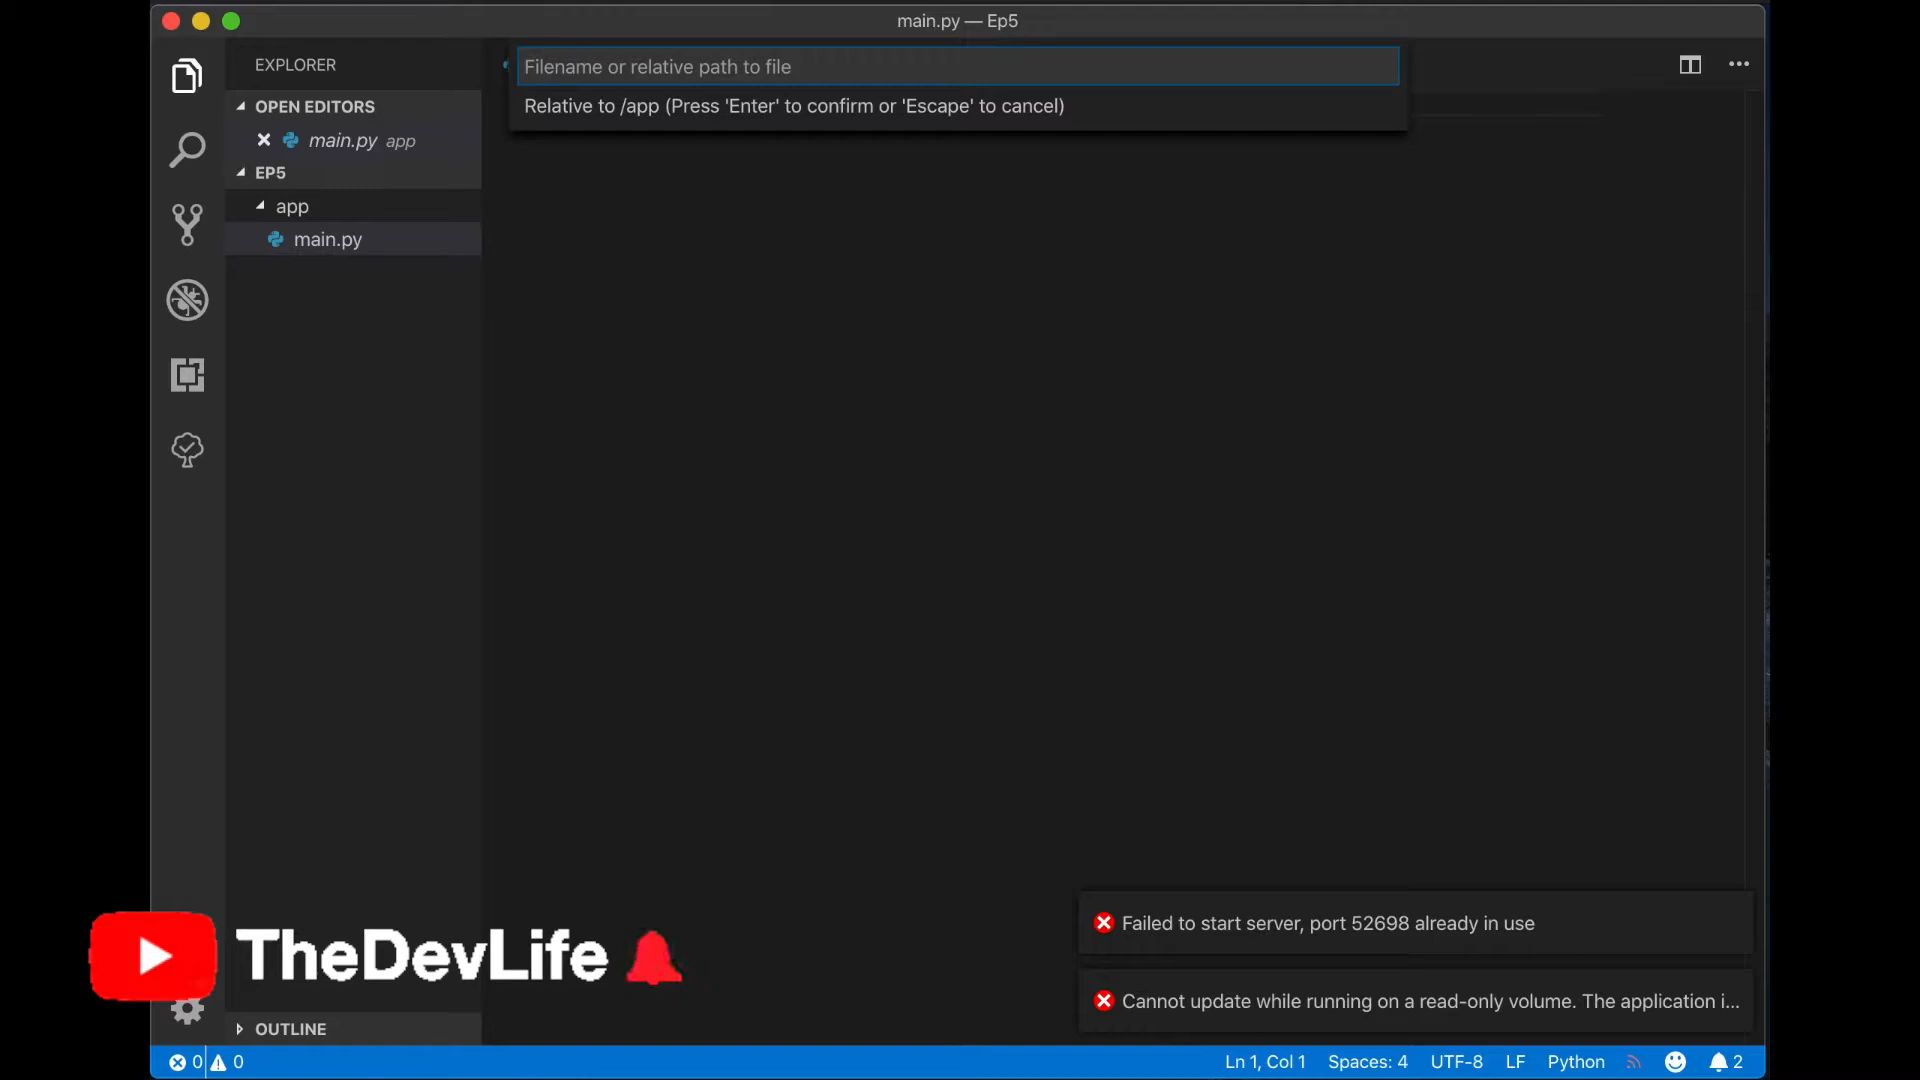 main.py — Ep5
EXPLORER
Filename or relative path to file
Relative to /app (Press 'Enter' to confirm or 'Escape' to cancel)
OPEN EDITORS
main.py app
EP5
app
main.py
Failed to start server, port 52698 already in use
TheDevLife
Cannot update while running on a read-only volume. The application i...
OUTLINE
0 0
Ln 1, Col 1 Spaces: 4 UTF-8 LF Python 2